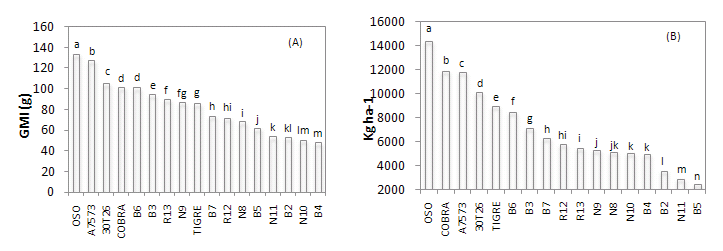 160
140
120
100
80
60
40
20
0
GMI (g)
(A)
a
b
c
d
d
e
f
fg
g
h
hi
i
j
k
kl
lm
m
OSO
A7573
30T26
COBRA
B6
B3
R13
N9
TIGRE
B7
R12
N8
B5
N11
B2
N10
B4
16000
14000
12000
10000
8000
6000
4000
2000
Kg ha-1
(B)
a
b
c
d
e
f
g
h
hi
i
j
jk
k
k
l
m
n
OSO
COBRA
A7573
30T26
TIGRE
B6
B3
B7
R12
R13
N9
N8
N10
B4
B2
N11
B5